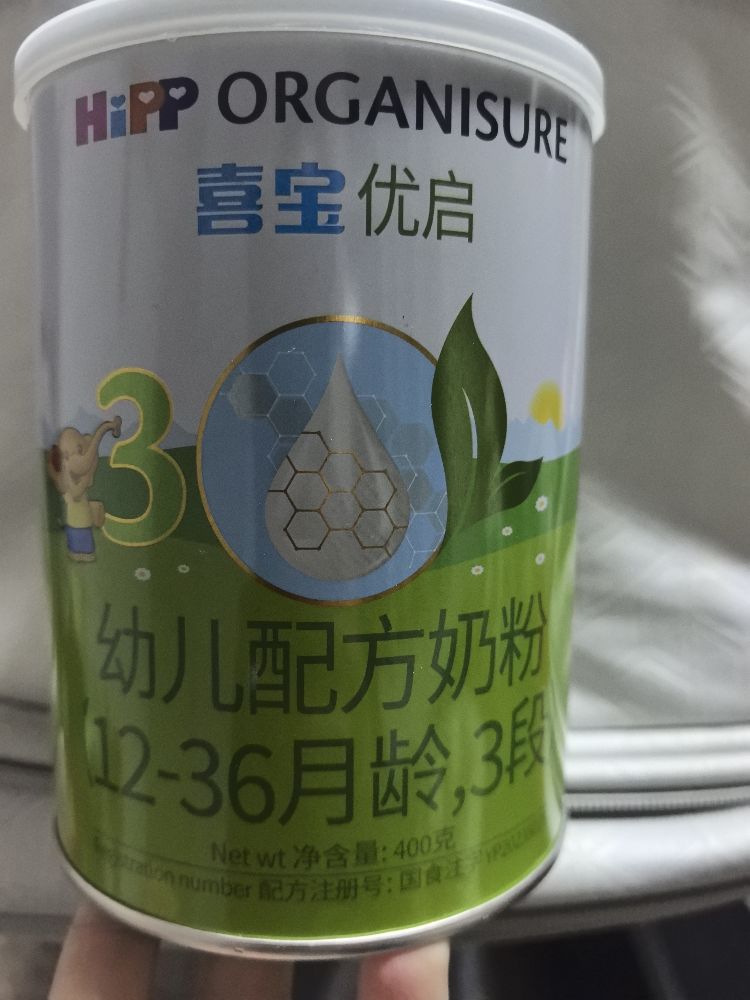 HiPP ORGANISURE
喜宝优启
3
幼儿配方奶粉
(12-36月龄,3段
Net wt 净含量: 400克
Registration number 配方注册号: 国食注字